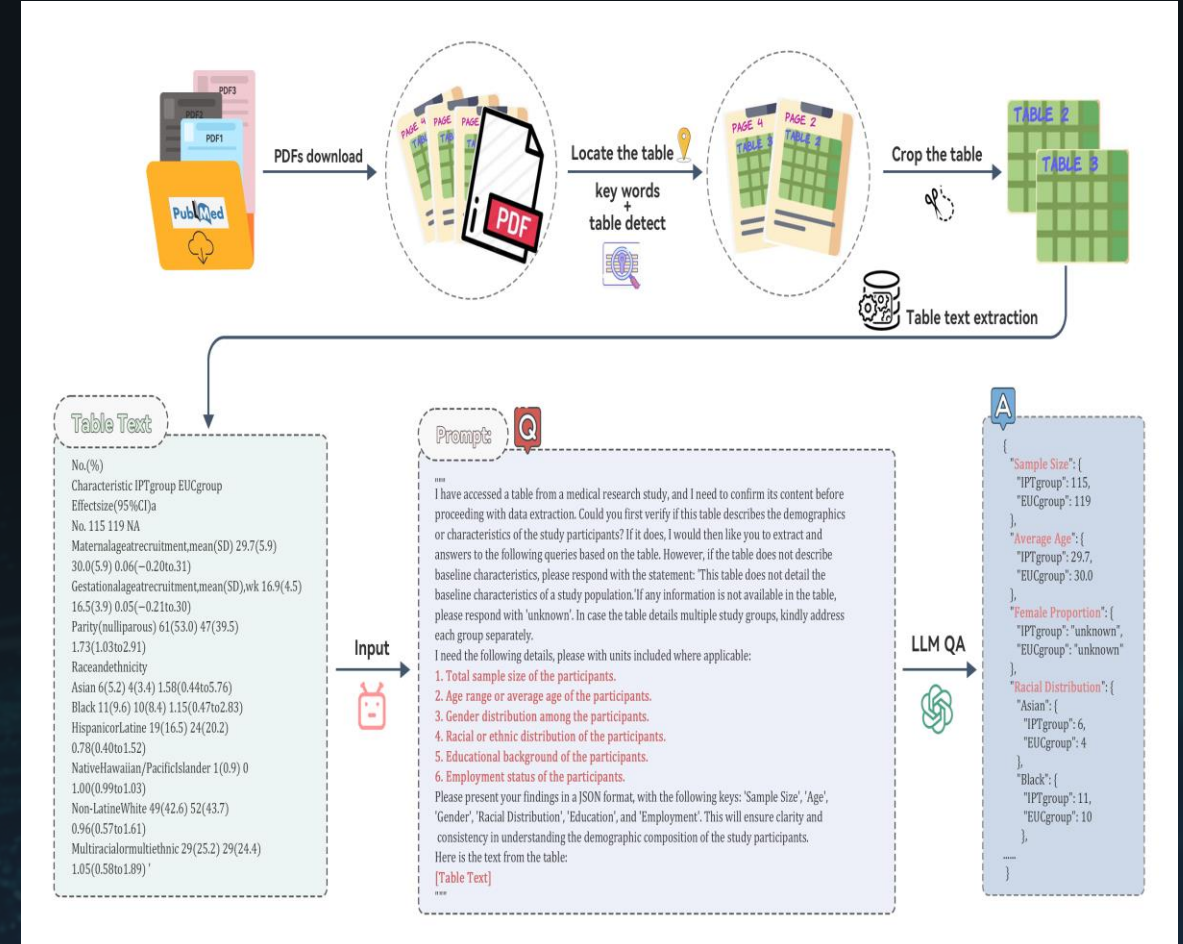 PDF3
PDF2
PDF1
PubMed
PDFs download
PAGE 4
PAGE
PAGE
TABLE
TABLE
TA
PDF
Locate the table
key words
+
table detect
PAGE 4
TABLE 3
PAGE 2
TABLE 2
Crop the table
TABLE 2
TABLE 3
Table text extraction
Table Text
No.(%)
Characteristic IPTgroup EUCgroup
Effectsize(95%CI)a
No. 115 119 NA
Maternalageatrecruitment,mean(SD) 29.7(5.9)
30.0(5.9) 0.06(−0.20to.31)
Gestationalageatrecruitment,mean(SD),wk 16.9(4.5)
16.5(3.9) 0.05(−0.21to.30)
Parity(nulliparous) 61(53.0) 47(39.5)
1.73(1.03to2.91)
Raceandethnicity
Asian 6(5.2) 4(3.4) 1.58(0.44to5.76)
Black 11(9.6) 10(8.4) 1.15(0.47to2.83)
HispanicorLatine 19(16.5) 24(20.2)
0.78(0.40to1.52)
NativeHawaiian/PacificIslander 1(0.9) 0
1.00(0.99to1.03)
Non-LatineWhite 49(42.6) 52(43.7)
0.96(0.57to1.61)
Multiracialormultiethnic 29(25.2) 29(24.4)
1.05(0.58to1.89) '
Input
Prompt:
Q
"""
I have accessed a table from a medical research study, and I need to confirm its content before
proceeding with data extraction. Could you first verify if this table describes the demographics
or characteristics of the study participants? If it does, I would then like you to extract and
answers to the following queries based on the table. However, if the table does not describe
baseline characteristics, please respond with the statement: 'This table does not detail the
baseline characteristics of a study population.'If any information is not available in the table,
please respond with 'unknown'. In case the table details multiple study groups, kindly address
each group separately.
I need the following details, please with units included where applicable:
1. Total sample size of the participants.
2. Age range or average age of the participants.
3. Gender distribution among the participants.
4. Racial or ethnic distribution of the participants.
5. Educational background of the participants.
6. Employment status of the participants.
Please present your findings in a JSON format, with the following keys: 'Sample Size', 'Age',
'Gender', 'Racial Distribution', 'Education', and 'Employment'. This will ensure clarity and
consistency in understanding the demographic composition of the study participants.
Here is the text from the table:
[Table Text]
"""
LLM QA
A
{
"Sample Size": {
"IPTgroup": 115,
"EUCgroup": 119
},
"Average Age": {
"IPTgroup": 29.7,
"EUCgroup": 30.0
},
"Female Proportion": {
"IPTgroup": "unknown",
"EUCgroup": "unknown"
},
"Racial Distribution": {
"Asian": {
"IPTgroup": 6,
"EUCgroup": 4
},
"Black": {
"IPTgroup": 11,
"EUCgroup": 10
},
......
}